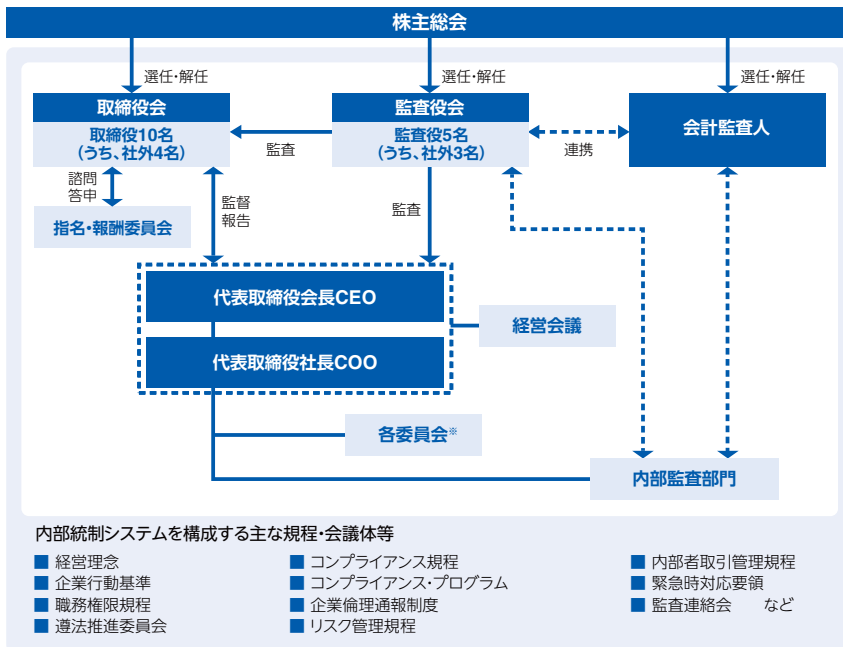 株主総会
選任・解任
選任・解任
選任・解任
取締役会
取締役10名
(うち、社外4名)
監査
監査役会
監査役5名
(うち、社外3名)
連携
会計監査人
諮問
答申
指名・報酬委員会
監督
報告
監査
代表取締役会長CEO
代表取締役社長COO
経営会議
各委員会※
内部監査部門
内部統制システムを構成する主な規程・会議体等
■ 経営理念
■ 企業行動基準
■ 職務権限規程
■ 遵法推進委員会
■ コンプライアンス規程
■ コンプライアンス・プログラム
■ 企業倫理通報制度
■ リスク管理規程
■ 内部者取引管理規程
■ 緊急時対応要領
■ 監査連絡会 など